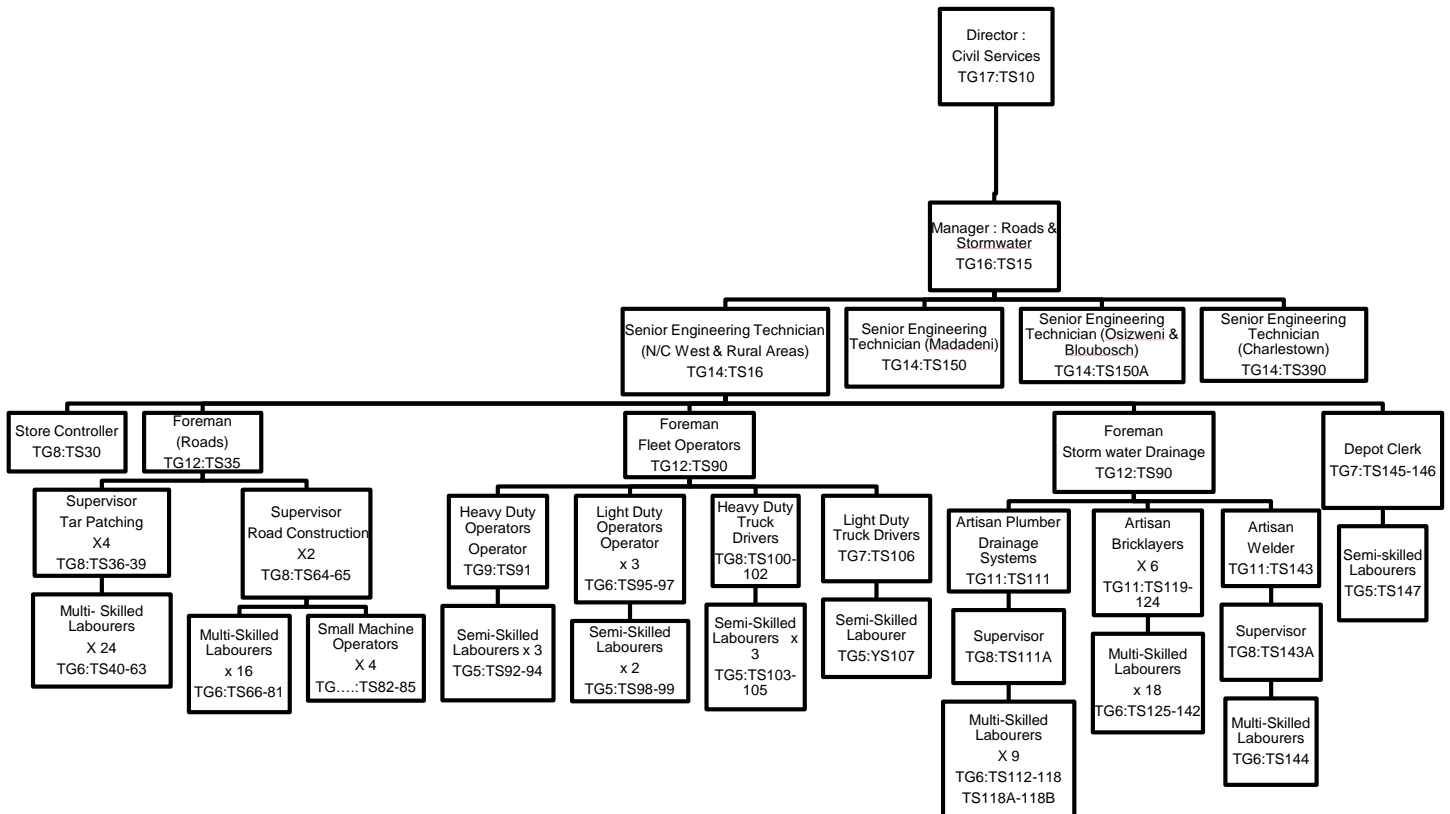 Director :
Civil Services
TG17:TS10
Manager : Roads &
Stormwater
TG16:TS15
Senior Engineering Technician
(N/C West & Rural Areas)
TG14:TS16
Senior Engineering
Technician (Madadeni)
TG14:TS150
Senior Engineering
Technician (Osizweni &
Bloubosch)
TG14:TS150A
Senior Engineering
Technician
(Charlestown)
TG14:TS390
Store Controller
TG8:TS30
Foreman
(Roads)
TG12:TS35
Foreman
Fleet Operators
TG12:TS90
Foreman
Storm water Drainage
TG12:TS90
Depot Clerk
TG7:TS145-146
Supervisor
Tar Patching
X4
TG8:TS36-39
Supervisor
Road Construction
X2
TG8:TS64-65
Heavy Duty
Operators
Operator
TG9:TS91
Light Duty
Operators
Operator
x 3
TG6:TS95-97
Heavy Duty
Truck
Drivers
TG8:TS100-
102
Light Duty
Truck Drivers
TG7:TS106
Artisan Plumber
Drainage
Systems
TG11:TS111
Artisan
Bricklayers
X 6
TG11:TS119-
124
Artisan
Welder
TG11:TS143
Semi-skilled
Labourers
TG5:TS147
Multi- Skilled
Labourers
X 24
TG6:TS40-63
Multi-Skilled
Labourers
x 16
TG6:TS66-81
Small Machine
Operators
X 4
TG….:TS82-85
Semi-Skilled
Labourers x 3
TG5:TS92-94
Semi-Skilled
Labourers
x 2
TG5:TS98-99
Semi-Skilled
Labourers x
3
TG5:TS103-
105
Semi-Skilled
Labourer
TG5:YS107
Supervisor
TG8:TS111A
Multi-Skilled
Labourers
x 18
TG6:TS125-142
Supervisor
TG8:TS143A
Multi-Skilled
Labourers
X 9
TG6:TS112-118
TS118A-118B
Multi-Skilled
Labourers
TG6:TS144